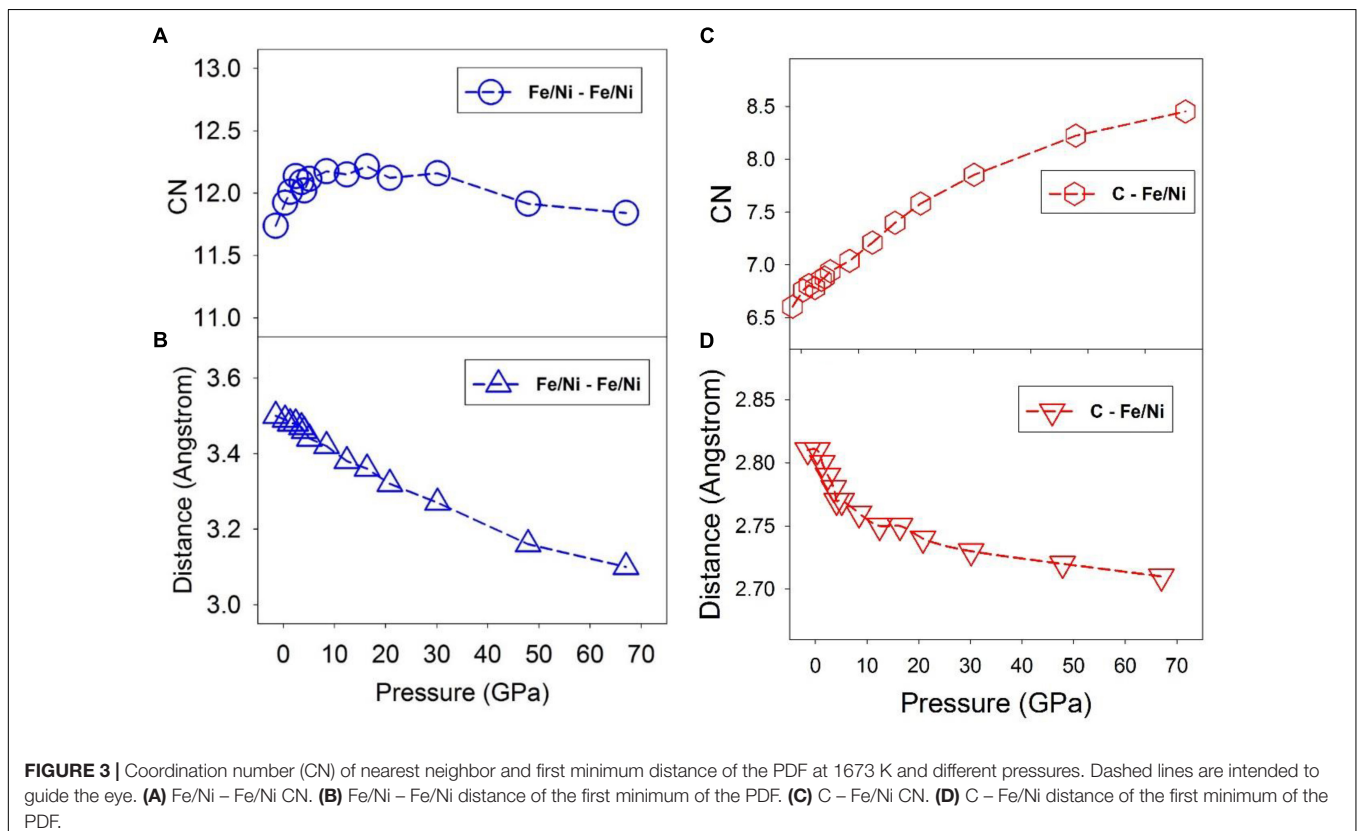 A
13.0
12.5
12.0
11.5
11.0
CN
Fe/Ni - Fe/Ni
B
3.6
3.4
3.2
3.0
Distance (Angstrom)
Fe/Ni - Fe/Ni
0 10 20 30 40 50 60 70
Pressure (GPa)
C
8.5
8.0
7.5
7.0
6.5
CN
C - Fe/Ni
D
2.85
2.80
2.75
2.70
Distance (Angstrom)
C - Fe/Ni
0 10 20 30 40 50 60 70
Pressure (GPa)
FIGURE 3 | Coordination number (CN) of nearest neighbor and first minimum distance of the PDF at 1673 K and different pressures. Dashed lines are intended to
guide the eye. (A) Fe/Ni – Fe/Ni CN. (B) Fe/Ni – Fe/Ni distance of the first minimum of the PDF. (C) C – Fe/Ni CN. (D) C – Fe/Ni distance of the first minimum of the
PDF.